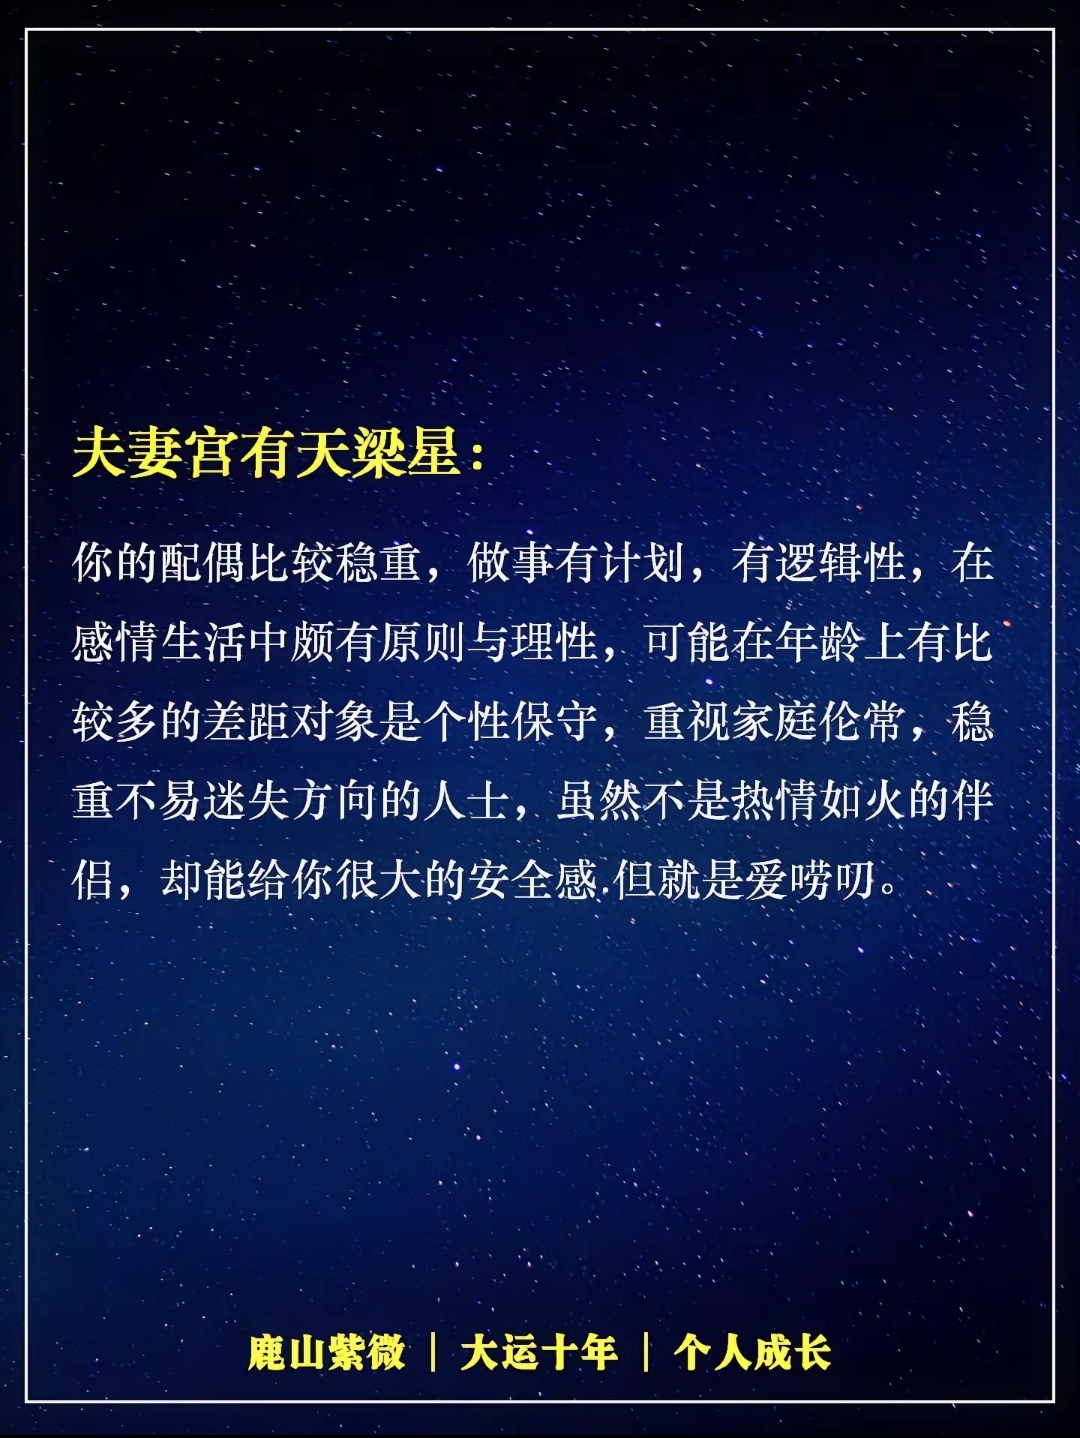 夫妻宫有天梁星：
你的配偶比较稳重，做事有计划，有逻辑性，在
感情生活中颇有原则与理性，可能在年龄上有比
较多的差距对象是个性保守，重视家庭伦常，稳
重不易迷失方向的人士，虽然不是热情如火的伴
侣，却能给你很大的安全感.但就是爱唠叨。
鹿山紫微｜大运十年｜个人成长